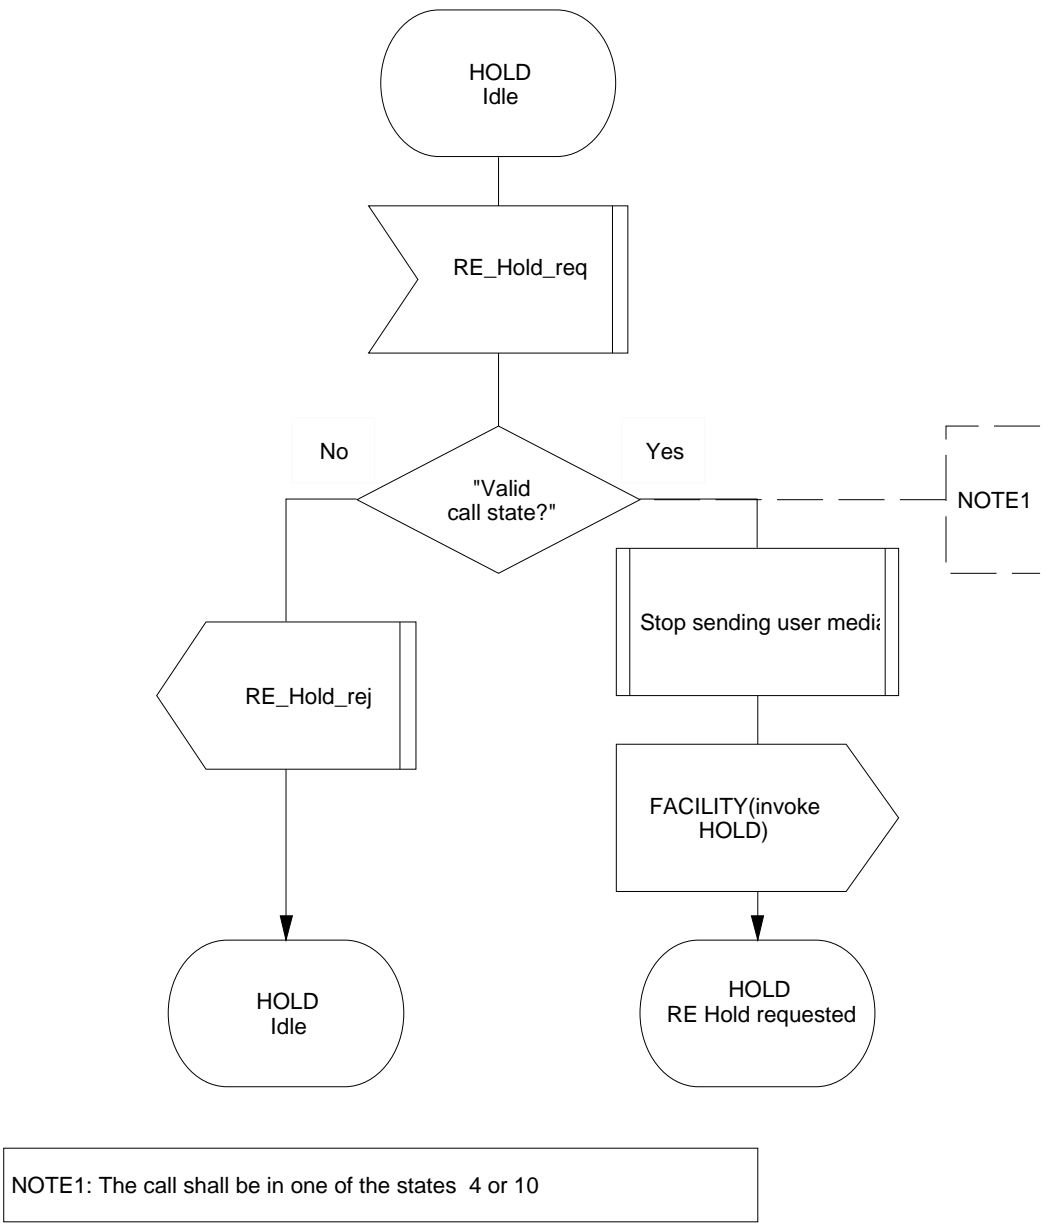 HOLD
Idle
RE_Hold_req
No
Yes
"Valid
call state?"
NOTE1
Stop sending user media
RE_Hold_rej
FACILITY(invoke
HOLD)
HOLD
Idle
HOLD
RE Hold requested
NOTE1: The call shall be in one of the states 4 or 10